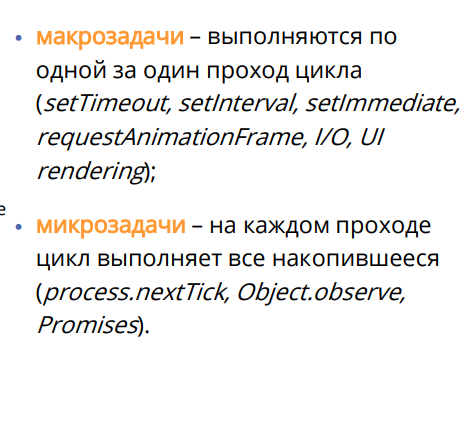 • макрозадачи – выполняются по
одной за один проход цикла
(setTimeout, setInterval, setImmediate,
requestAnimationFrame, I/O, UI
rendering);
е
• микрозадачи – на каждом проходе
цикл выполняет все накопившееся
(process.nextTick, Object.observe,
Promises).